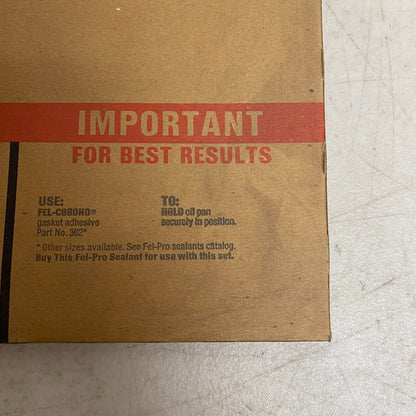 IMPORTANT
FOR BEST RESULTS
USE: TO:
FEL-COBOND® HOLD oil pan
gasket adhesive securely in position.
Part No. 362*
* Other sizes available. See Fel-Pro sealants catalog.
Buy This Fel-Pro Sealant for use with this set.